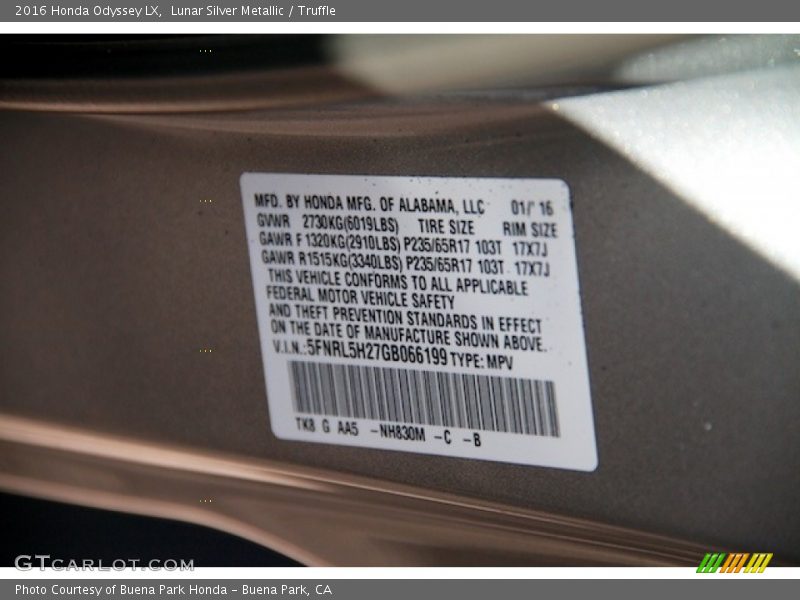 2016 Honda Odyssey LX,  Lunar Silver Metallic / Truffle
MFD. BY HONDA MFG. OF ALABAMA, LLC 01/' 16
GVWR 2730KG(6019LBS) TIRE SIZE RIM SIZE
GAWR F 1320KG(2910LBS) P235/65R17 103T 17X7J
GAWR R1515KG(3340LBS) P235/65R17 103T 17X7J
THIS VEHICLE CONFORMS TO ALL APPLICABLE
FEDERAL MOTOR VEHICLE SAFETY
AND THEFT PREVENTION STANDARDS IN EFFECT
ON THE DATE OF MANUFACTURE SHOWN ABOVE.
V.I.N.:5FNRL5H27GB066199 TYPE: MPV
TK8 G AA5 -NH830M -C -B
GTCARLOT.COM
Photo Courtesy of Buena Park Honda - Buena Park, CA